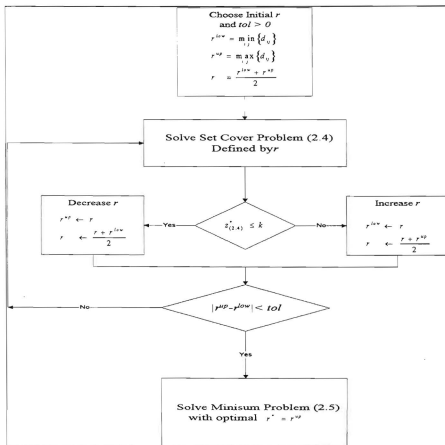 Choose Initial r
and tol > 0
r^low = min_{i j} {d_ij}
r^up = max_{i j} {d_ij}
r = (r^low + r^up) / 2
Solve Set Cover Problem (2.4)
Defined by r
Decrease r
r^up ← r
r ← (r + r^low) / 2
Yes
z*_(2.4) ≤ k
No
Increase r
r^low ← r
r ← (r + r^up) / 2
No
|r^up - r^low| < tol
Yes
Solve Minisum Problem (2.5)
with optimal r* = r^up